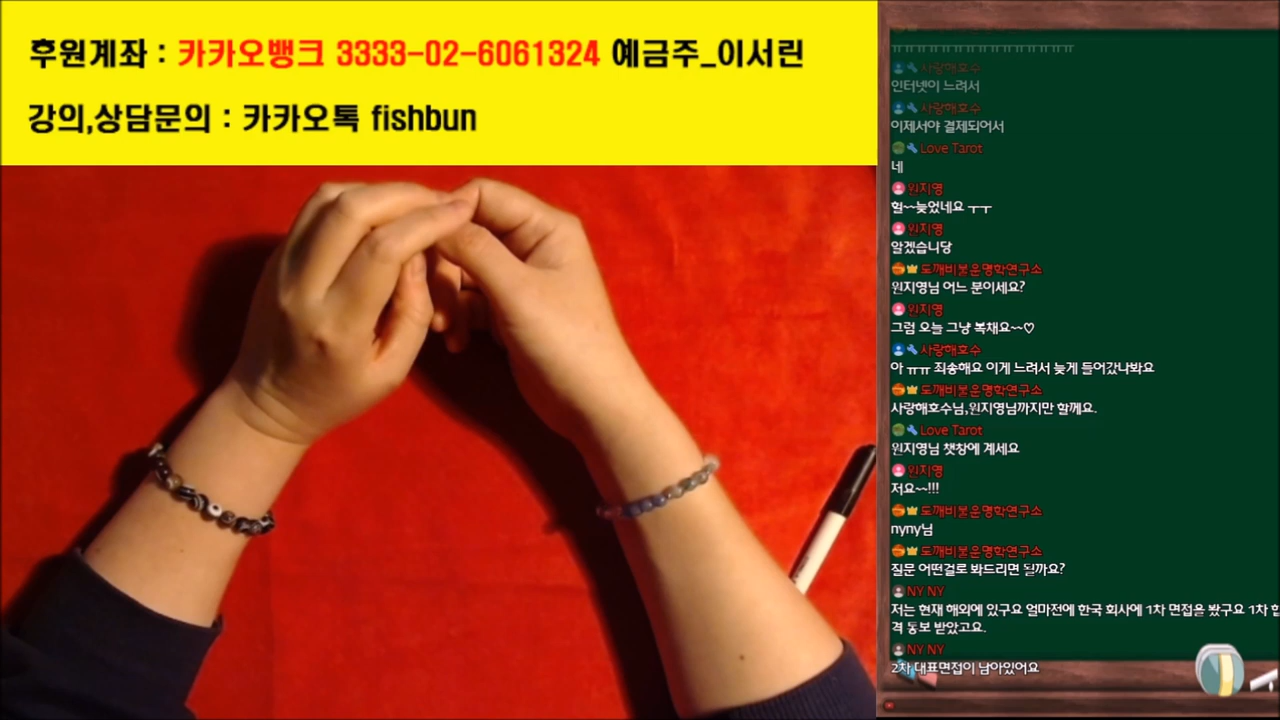 후원계좌 : 카카오뱅크 3333-02-6061324 예금주_이서린
강의,상담문의 : 카카오톡 fishbun
ㅠㅠㅠㅠㅠㅠㅠㅠㅠㅠㅠㅠㅠㅠㅠ
사랑해호수
인터넷이 느려서
사랑해호수
이제서야 결제되어서
Love Tarot
네
원지영
헐~~늦었네요 ㅜㅜ
원지영
알겠습니당
도깨비불운명학연구소
원지영님 어느 분이세요?
원지영
그럼 오늘 그냥 복채요~~♡
사랑해호수
아 ㅠㅠ 죄송해요 이게 느려서 늦게 들어갔나봐요
도깨비불운명학연구소
사랑해호수님,원지영님까지만 할께요.
Love Tarot
원지영님 챗창에 계세요
원지영
저요~~!!!
도깨비불운명학연구소
nyny님
도깨비불운명학연구소
질문 어떤걸로 봐드리면 될까요?
NY NY
저는 현재 해외에 있구요 얼마전에 한국 회사에 1차 면접을 봤구요 1차 합
격 통보 받았고요.
NY NY
2차 대표면접이 남아있어요